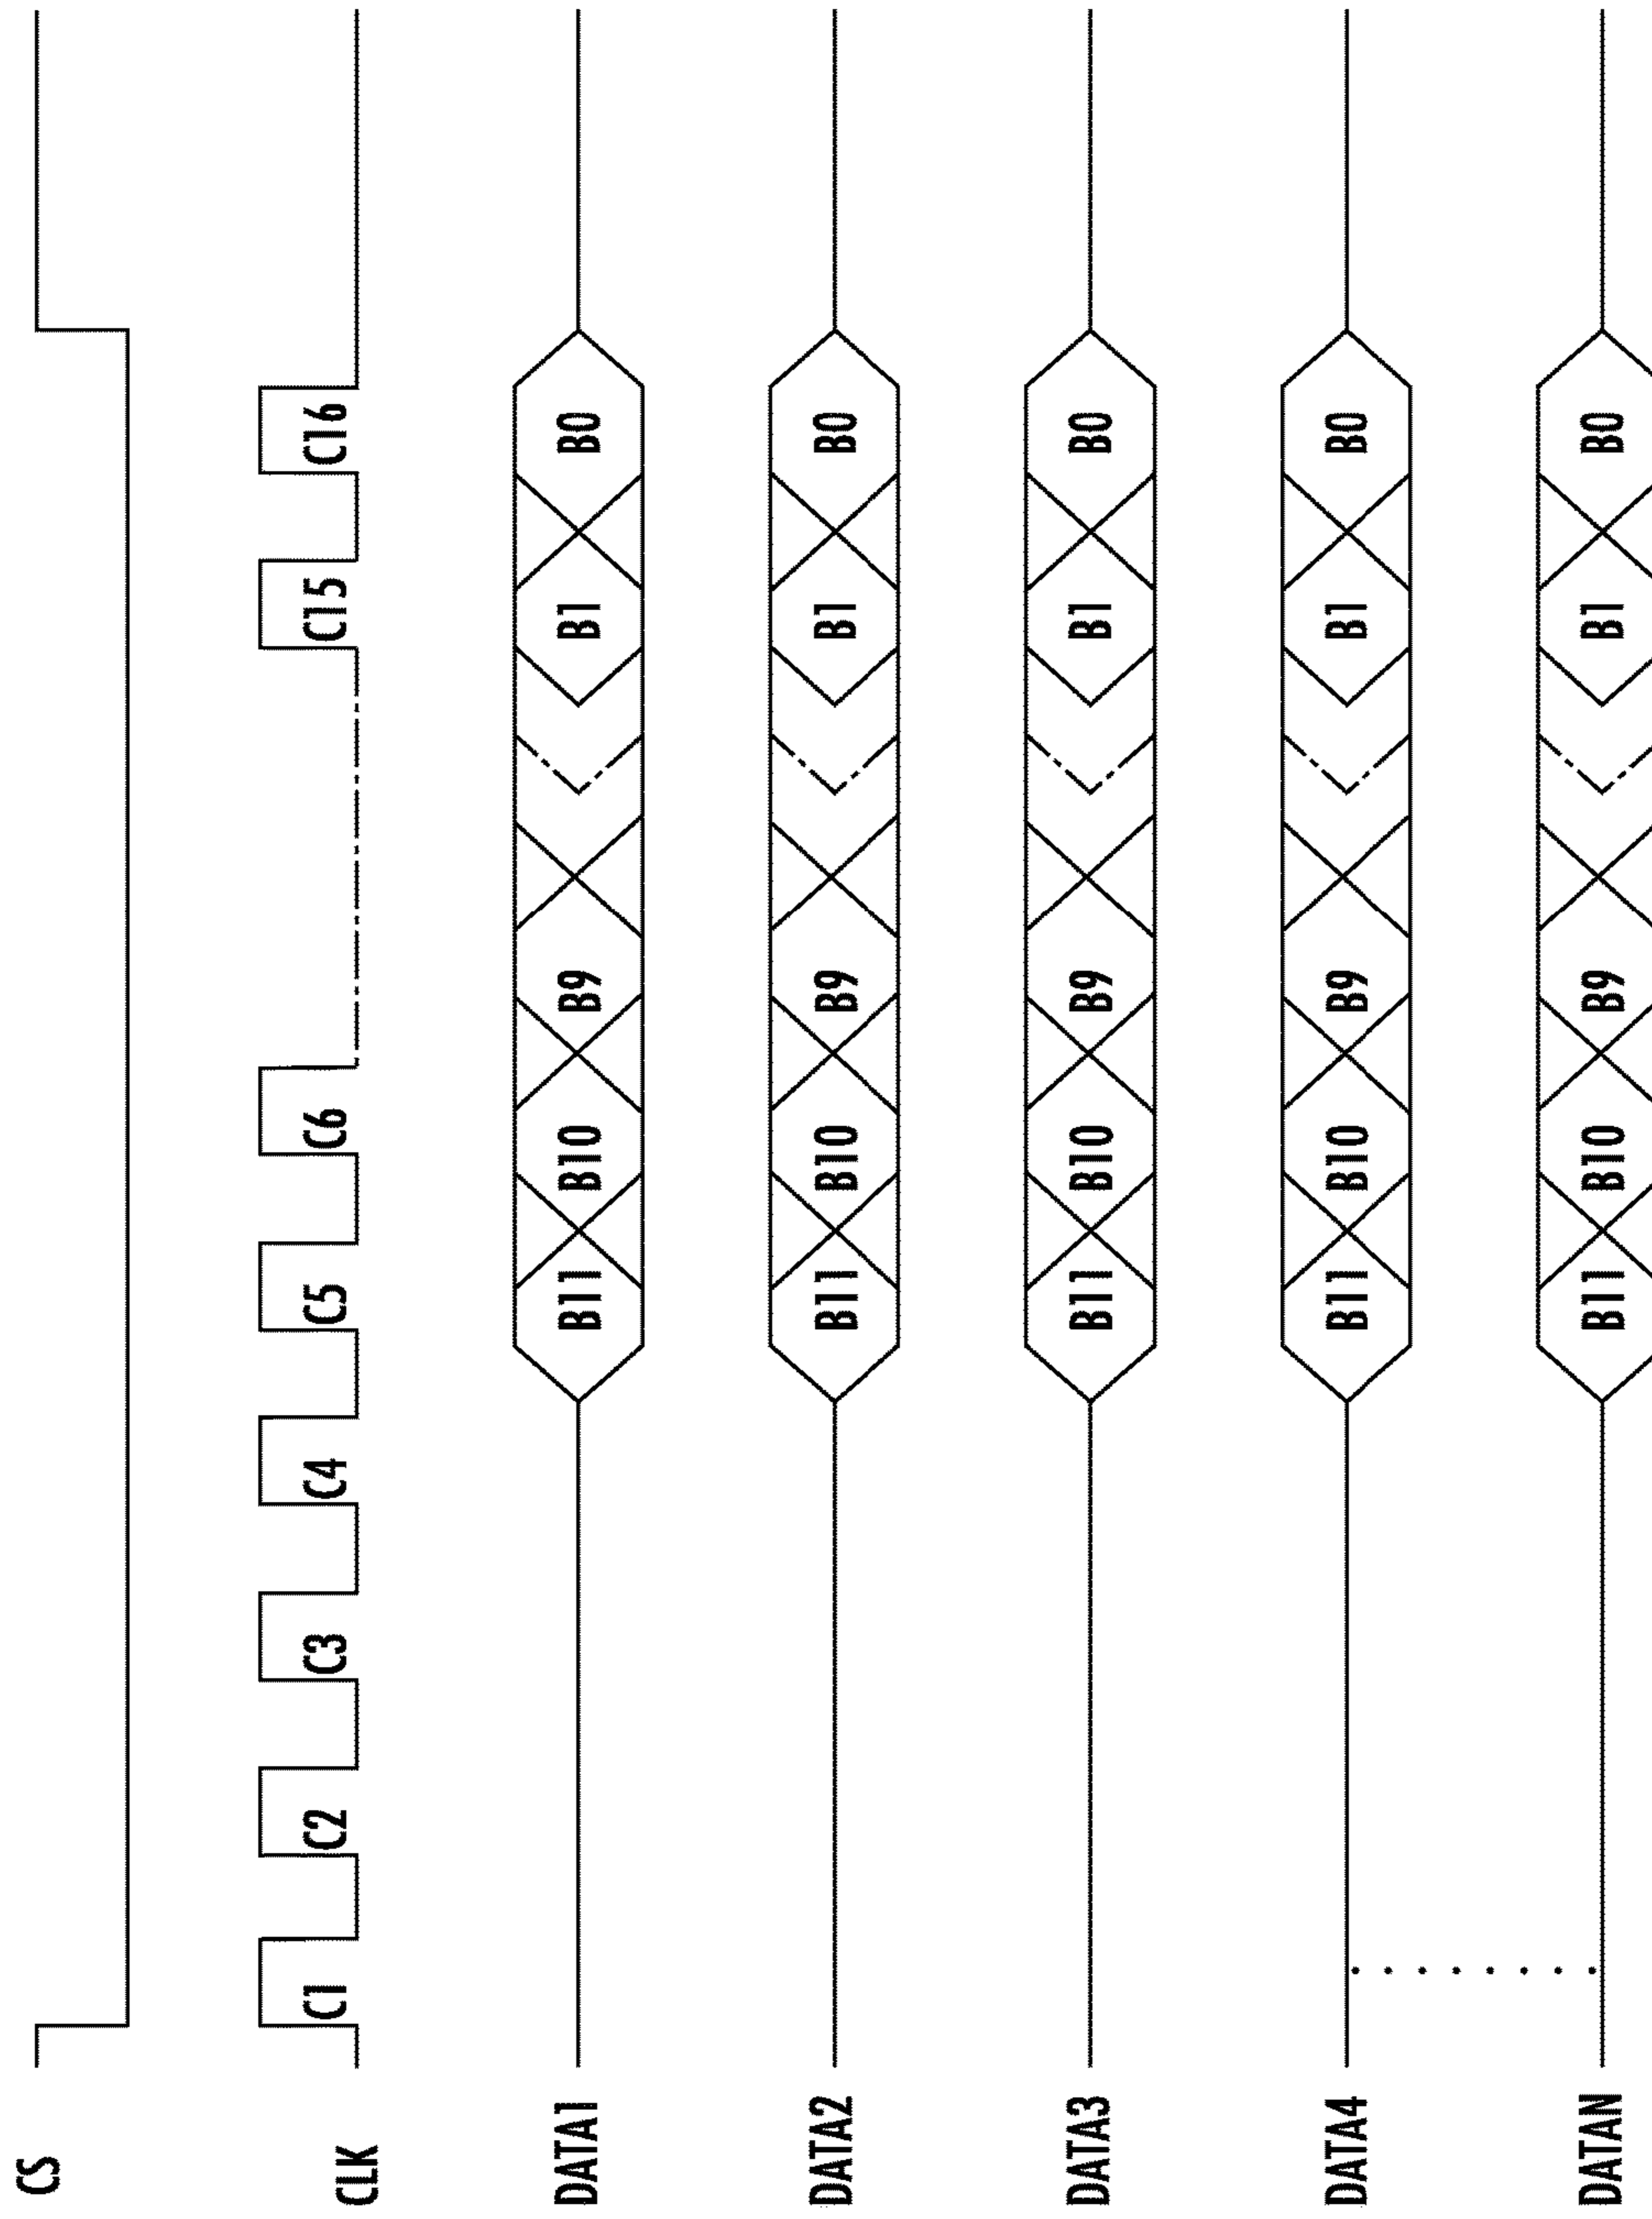 CS
CLK C1 C2 C3 C4 C5 C6 C15 C16
DATA1 B11 B10 B9 B1 B0
DATA2 B11 B10 B9 B1 B0
DATA3 B11 B10 B9 B1 B0
DATA4 B11 B10 B9 B1 B0
DATAN B11 B10 B9 B1 B0